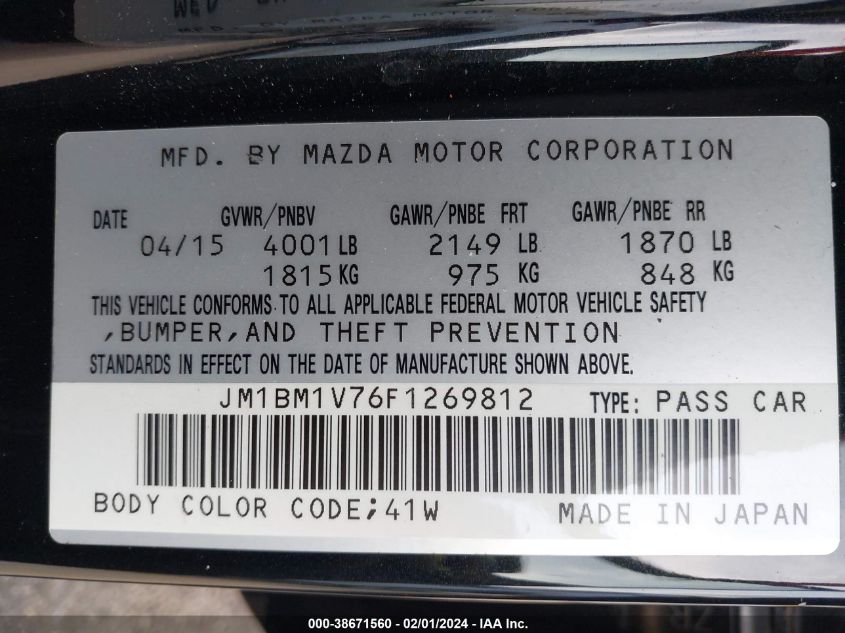 MFD. BY MAZDA MOTOR CORPORATION
DATE GVWR/PNBV GAWR/PNBE FRT GAWR/PNBE RR
04/15 4001 LB 2149 LB 1870 LB
1815 KG 975 KG 848 KG
THIS VEHICLE CONFORMS TO ALL APPLICABLE FEDERAL MOTOR VEHICLE SAFETY
,BUMPER,AND THEFT PREVENTION
STANDARDS IN EFFECT ON THE DATE OF MANUFACTURE SHOWN ABOVE.
JM1BM1V76F1269812 TYPE: PASS CAR
BODY COLOR CODE;41W MADE IN JAPAN
000-38671560 - 02/01/2024 - IAA Inc.